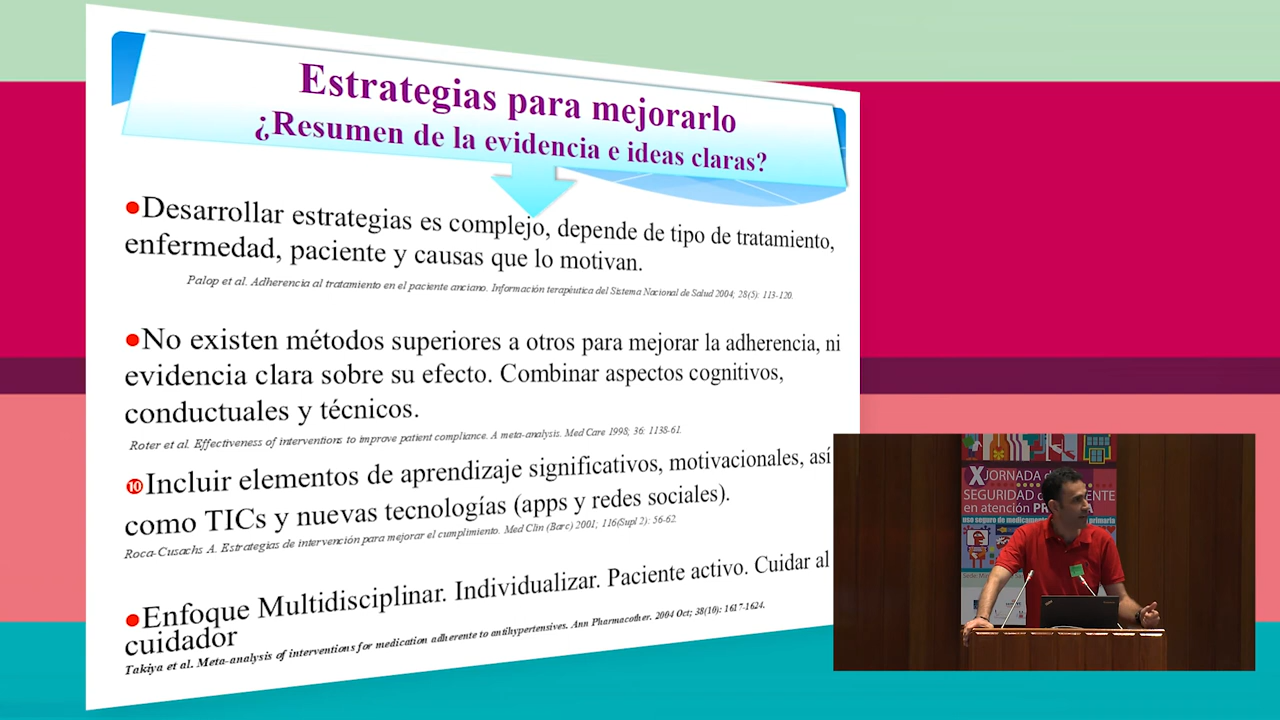 Estrategias para mejorarlo
¿Resumen de la evidencia e ideas claras?
●Desarrollar estrategias es complejo, depende de tipo de tratamiento,
enfermedad, paciente y causas que lo motivan.
Palop et al. Adherencia al tratamiento en el paciente anciano. Información terapéutica del Sistema Nacional de Salud 2004; 28(5): 113-120.
●No existen métodos superiores a otros para mejorar la adherencia, ni
evidencia clara sobre su efecto. Combinar aspectos cognitivos,
conductuales y técnicos.
Roter et al. Effectiveness of interventions to improve patient compliance. A meta-analysis. Med Care 1998; 36: 1138-61.
❿Incluir elementos de aprendizaje significativos, motivacionales, así
como TICs y nuevas tecnologías (apps y redes sociales).
Roca-Cusachs A. Estrategias de intervención para mejorar el cumplimiento. Med Clin (Barc) 2001; 116(Supl 2): 56-62.
●Enfoque Multidisciplinar. Individualizar. Paciente activo. Cuidar al
cuidador
Takiya et al. Meta-analysis of interventions for medication adherente to antihypertensives. Ann Pharmacother. 2004 Oct; 38(10): 1617-1624.
X JORNADA
SEGURIDAD
en atención
uso seguro de
primaria